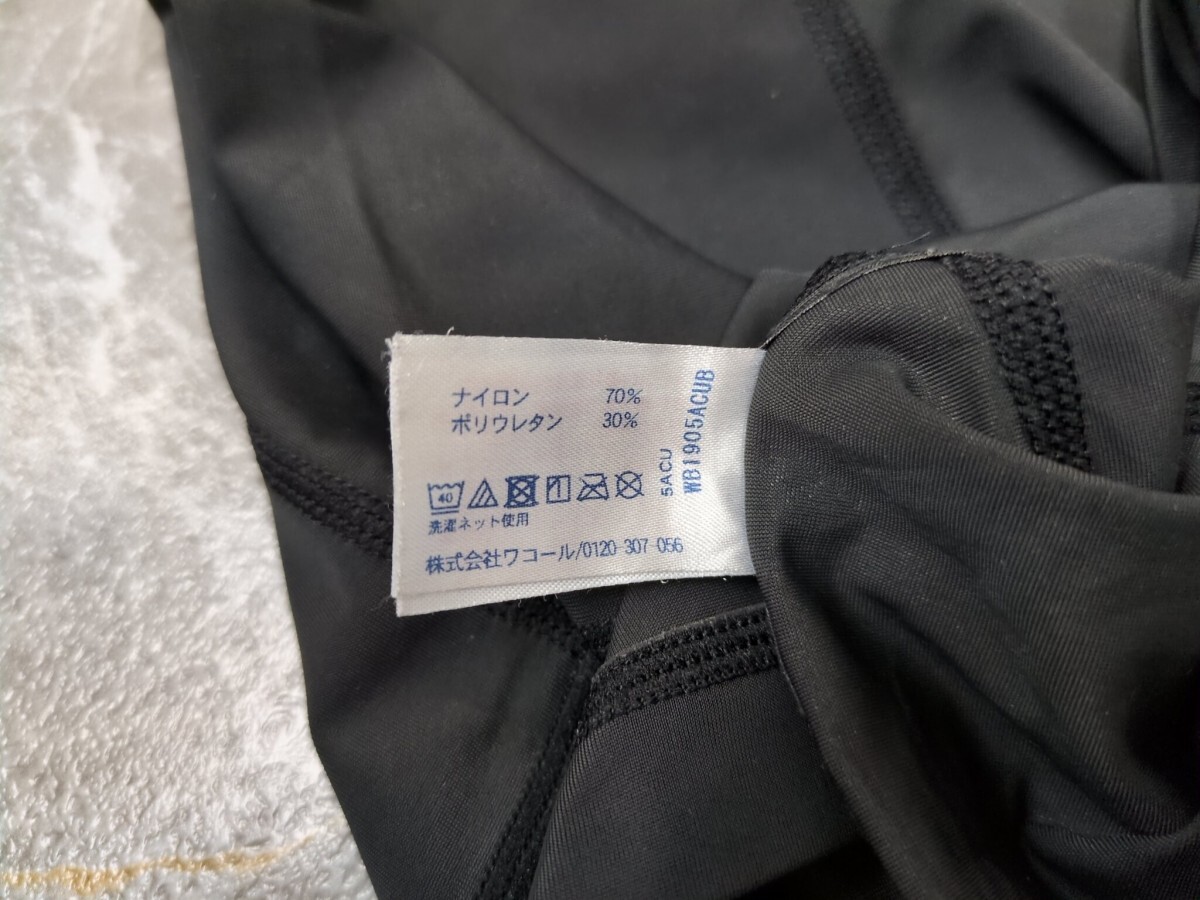 ナイロン 70%
ポリウレタン 30%
40
洗濯ネット使用
株式会社ワコール/0120-307-056
5ACU
WB1905ACUB